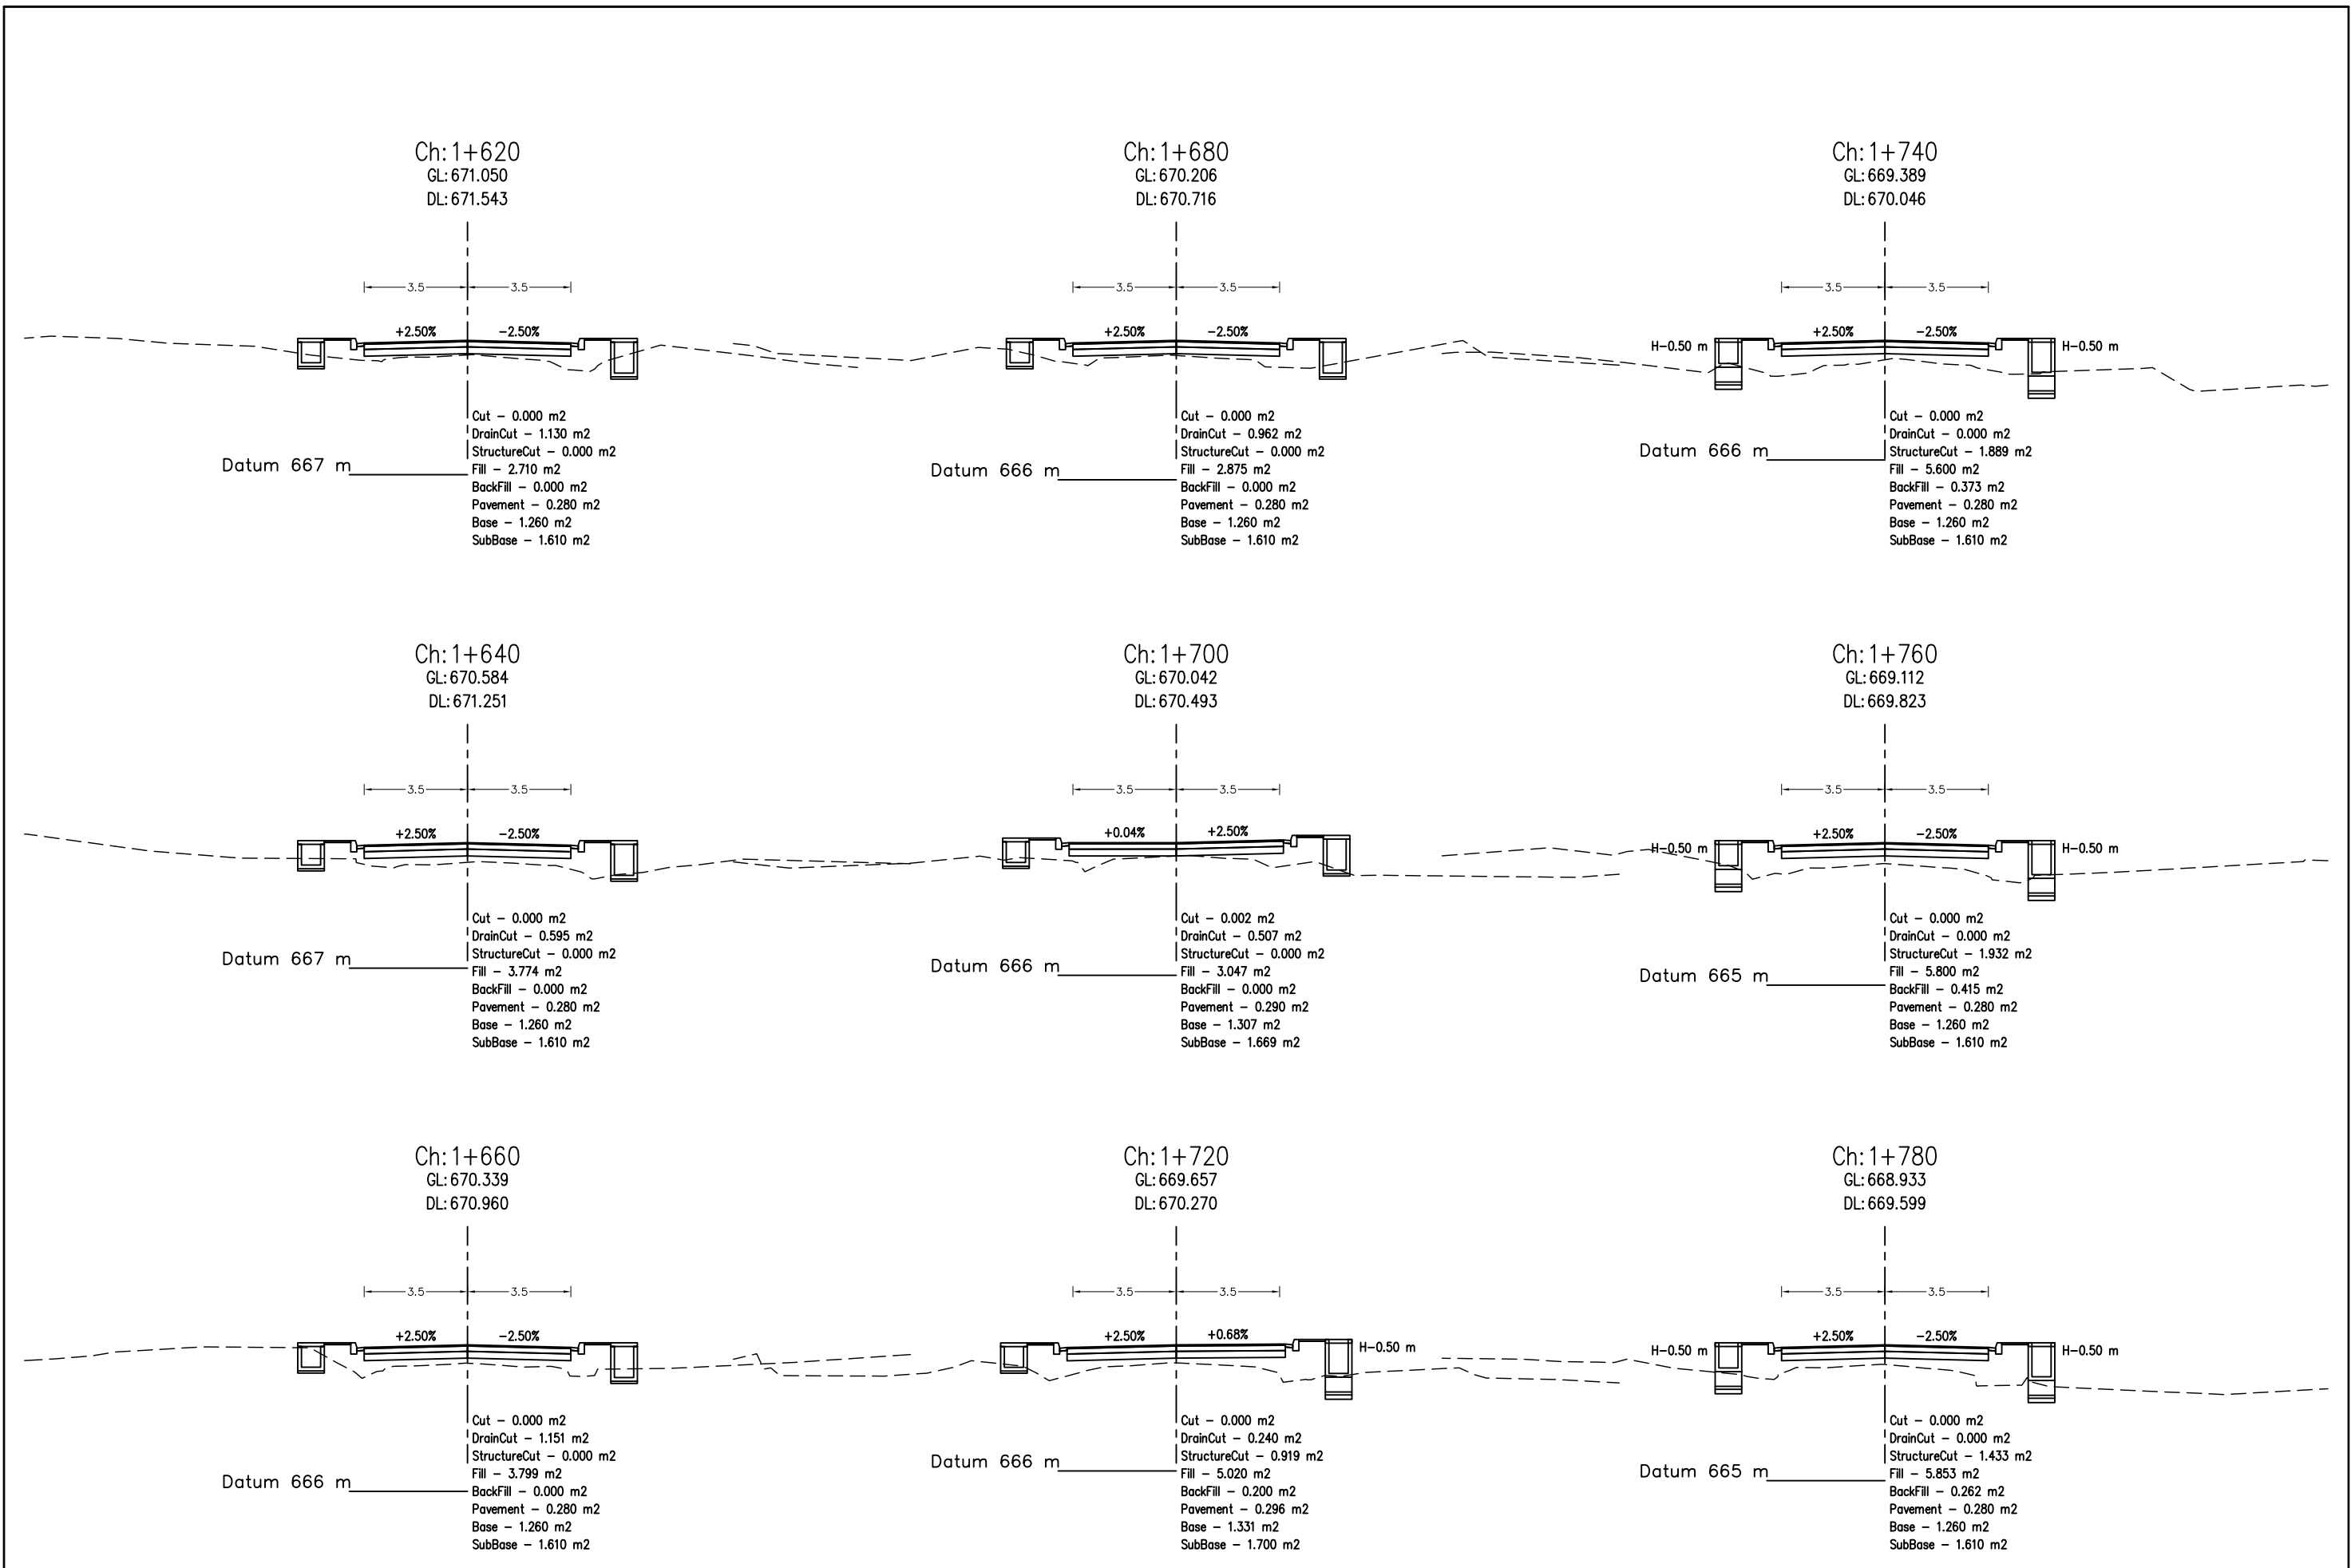 Ch:1+620
GL:671.050
DL:671.543
3.5
3.5
+2.50%
-2.50%
Cut - 0.000 m2
DrainCut - 1.130 m2
StructureCut - 0.000 m2
Datum 667 m
Fill - 2.710 m2
BackFill - 0.000 m2
Pavement - 0.280 m2
Base - 1.260 m2
SubBase - 1.610 m2
Ch:1+680
GL:670.206
DL:670.716
3.5
3.5
+2.50%
-2.50%
Cut - 0.000 m2
DrainCut - 0.962 m2
StructureCut - 0.000 m2
Datum 666 m
Fill - 2.875 m2
BackFill - 0.000 m2
Pavement - 0.280 m2
Base - 1.260 m2
SubBase - 1.610 m2
Ch:1+740
GL:669.389
DL:670.046
3.5
3.5
+2.50%
-2.50%
H-0.50 m
H-0.50 m
Cut - 0.000 m2
DrainCut - 0.000 m2
Datum 666 m
StructureCut - 1.889 m2
Fill - 5.600 m2
BackFill - 0.373 m2
Pavement - 0.280 m2
Base - 1.260 m2
SubBase - 1.610 m2
Ch:1+640
GL:670.584
DL:671.251
3.5
3.5
+2.50%
-2.50%
Cut - 0.000 m2
DrainCut - 0.595 m2
StructureCut - 0.000 m2
Datum 667 m
Fill - 3.774 m2
BackFill - 0.000 m2
Pavement - 0.280 m2
Base - 1.260 m2
SubBase - 1.610 m2
Ch:1+700
GL:670.042
DL:670.493
3.5
3.5
+0.04%
+2.50%
Cut - 0.002 m2
DrainCut - 0.507 m2
StructureCut - 0.000 m2
Datum 666 m
Fill - 3.047 m2
BackFill - 0.000 m2
Pavement - 0.290 m2
Base - 1.307 m2
SubBase - 1.669 m2
Ch:1+760
GL:669.112
DL:669.823
3.5
3.5
+2.50%
-2.50%
H-0.50 m
H-0.50 m
Cut - 0.000 m2
DrainCut - 0.000 m2
StructureCut - 1.932 m2
Datum 665 m
Fill - 5.800 m2
BackFill - 0.415 m2
Pavement - 0.280 m2
Base - 1.260 m2
SubBase - 1.610 m2
Ch:1+660
GL:670.339
DL:670.960
3.5
3.5
+2.50%
-2.50%
Cut - 0.000 m2
DrainCut - 1.151 m2
StructureCut - 0.000 m2
Fill - 3.799 m2
Datum 666 m
BackFill - 0.000 m2
Pavement - 0.280 m2
Base - 1.260 m2
SubBase - 1.610 m2
Ch:1+720
GL:669.657
DL:670.270
3.5
3.5
+2.50%
+0.68%
H-0.50 m
Cut - 0.000 m2
DrainCut - 0.240 m2
StructureCut - 0.919 m2
Datum 666 m
Fill - 5.020 m2
BackFill - 0.200 m2
Pavement - 0.296 m2
Base - 1.331 m2
SubBase - 1.700 m2
Ch:1+780
GL:668.933
DL:669.599
3.5
3.5
+2.50%
-2.50%
H-0.50 m
H-0.50 m
Cut - 0.000 m2
DrainCut - 0.000 m2
StructureCut - 1.433 m2
Datum 665 m
Fill - 5.853 m2
BackFill - 0.262 m2
Pavement - 0.280 m2
Base - 1.260 m2
SubBase - 1.610 m2